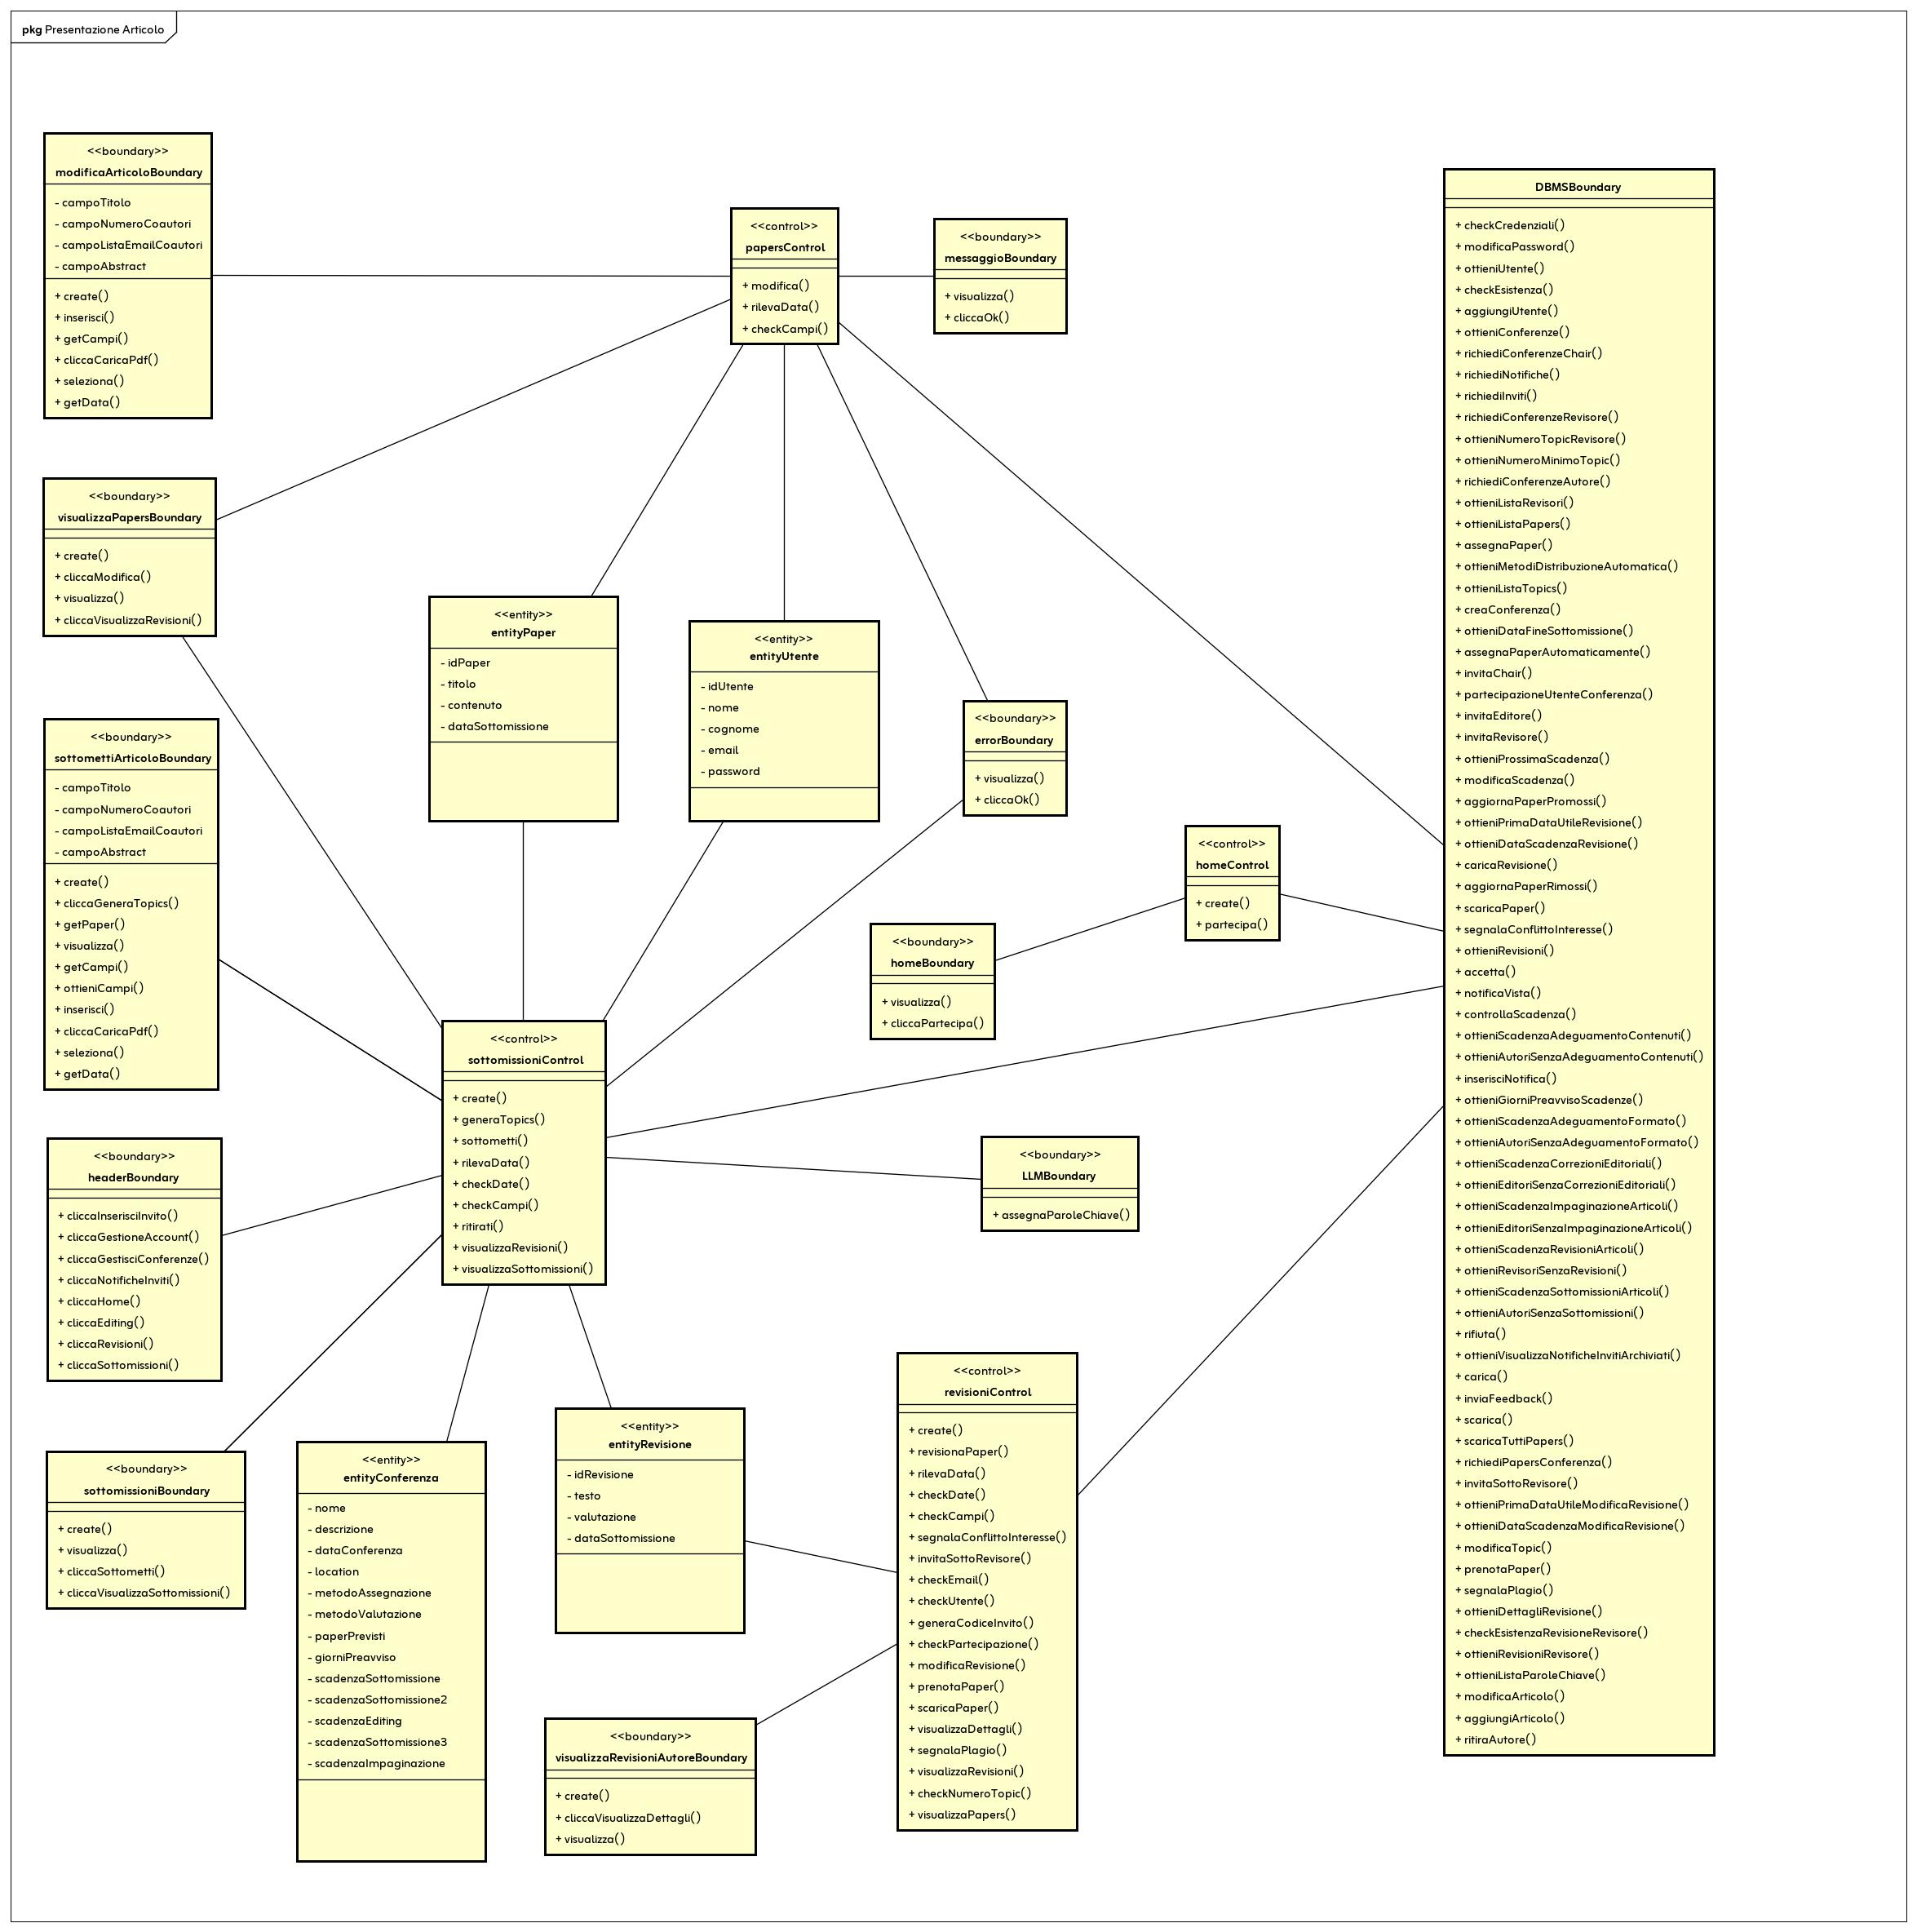 pkg Presentazione Articolo
<<boundary>>
modificaArticoloBoundary
- campoTitolo
- campoNumeroCoautori
- campoListaEmailCoautori
- campoAbstract
+ create()
+ inserisci()
+ getCampi()
+ cliccaCaricaPdf()
+ seleziona()
+ getData()
<<control>>
papersControl
+ modifica()
+ rilevaData()
+ checkCampi()
<<boundary>>
messaggioBoundary
+ visualizza()
+ cliccaOk()
DBMSBoundary
+ checkCredenziali()
+ modificaPassword()
+ ottieniUtente()
+ checkEsistenza()
+ aggiungiUtente()
+ ottieniConferenze()
+ richiediConferenzeChair()
+ richiediNotifiche()
+ richiediInviti()
+ richiediConferenzeRevisore()
+ ottieniNumeroTopicRevisore()
+ ottieniNumeroMinimoTopic()
+ richiediConferenzeAutore()
+ ottieniListaRevisori()
+ ottieniListaPapers()
+ assegnaPaper()
+ ottieniMetodiDistribuzioneAutomatica()
+ ottieniListaTopics()
+ creaConferenza()
+ ottieniDataFineSottomissione()
+ assegnaPaperAutomaticamente()
+ invitaChair()
+ partecipazioneUtenteConferenza()
+ invitaEditore()
+ invitaRevisore()
+ ottieniProssimaScadenza()
+ modificaScadenza()
+ aggiornaPaperPromossi()
+ ottieniPrimaDataUtileRevisione()
+ ottieniDataScadenzaRevisione()
+ caricaRevisione()
+ aggiornaPaperRimossi()
+ scaricaPaper()
+ segnalaConflittoInteresse()
+ ottieniRevisioni()
+ accetta()
+ notificaVista()
+ controllaScadenza()
+ ottieniScadenzaAdeguamentoContenuti()
+ ottieniAutoriSenzaAdeguamentoContenuti()
+ inserisciNotifica()
+ ottieniGiorniPreavvisoScadenze()
+ ottieniScadenzaAdeguamentoFormato()
+ ottieniAutoriSenzaAdeguamentoFormato()
+ ottieniScadenzaCorrezioniEditoriali()
+ ottieniEditoriSenzaCorrezioniEditoriali()
+ ottieniScadenzaImpaginazioneArticoli()
+ ottieniEditoriSenzaImpaginazioneArticoli()
+ ottieniScadenzaRevisioniArticoli()
+ ottieniRevisoriSenzaRevisioni()
+ ottieniScadenzaSottomissioniArticoli()
+ ottieniAutoriSenzaSottomissioni()
+ rifiuta()
+ ottieniVisualizzaNotificheInvitiArchiviati()
+ carica()
+ inviaFeedback()
+ scarica()
+ scaricaTuttiPapers()
+ richiediPapersConferenza()
+ invitaSottoRevisore()
+ ottieniPrimaDataUtileModificaRevisione()
+ ottieniDataScadenzaModificaRevisione()
+ modificaTopic()
+ prenotaPaper()
+ segnalaPlagio()
+ ottieniDettagliRevisione()
+ checkEsistenzaRevisioneRevisore()
+ ottieniRevisioniRevisore()
+ ottieniListaParoleChiave()
+ modificaArticolo()
+ aggiungiArticolo()
+ ritiraAutore()
<<boundary>>
visualizzaPapersBoundary
+ create()
+ cliccaModifica()
+ visualizza()
+ cliccaVisualizzaRevisioni()
<<entity>>
entityPaper
- idPaper
- titolo
- contenuto
- dataSottomissione
<<entity>>
entityUtente
- idUtente
- nome
- cognome
- email
- password
<<boundary>>
errorBoundary
+ visualizza()
+ cliccaOk()
<<boundary>>
sottomettiArticoloBoundary
- campoTitolo
- campoNumeroCoautori
- campoListaEmailCoautori
- campoAbstract
+ create()
+ cliccaGeneraTopics()
+ getPaper()
+ visualizza()
+ getCampi()
+ ottieniCampi()
+ inserisci()
+ cliccaCaricaPdf()
+ seleziona()
+ getData()
<<control>>
homeControl
+ create()
+ partecipa()
<<boundary>>
homeBoundary
+ visualizza()
+ cliccaPartecipa()
<<control>>
sottomissioniControl
+ create()
+ generaTopics()
+ sottometti()
+ rilevaData()
+ checkDate()
+ checkCampi()
+ ritirati()
+ visualizzaRevisioni()
+ visualizzaSottomissioni()
<<boundary>>
LLMBoundary
+ assegnaParoleChiave()
<<boundary>>
headerBoundary
+ cliccaInserisciInvito()
+ cliccaGestioneAccount()
+ cliccaGestisciConferenze()
+ cliccaNotificheInviti()
+ cliccaHome()
+ cliccaEditing()
+ cliccaRevisioni()
+ cliccaSottomissioni()
<<boundary>>
sottomissioniBoundary
+ create()
+ visualizza()
+ cliccaSottometti()
+ cliccaVisualizzaSottomissioni()
<<entity>>
entityConferenza
- nome
- descrizione
- dataConferenza
- location
- metodoAssegnazione
- metodoValutazione
- paperPrevisti
- giorniPreavviso
- scadenzaSottomissione
- scadenzaSottomissione2
- scadenzaEditing
- scadenzaSottomissione3
- scadenzaImpaginazione
<<entity>>
entityRevisione
- idRevisione
- testo
- valutazione
- dataSottomissione
<<control>>
revisioniControl
+ create()
+ revisionaPaper()
+ rilevaData()
+ checkDate()
+ checkCampi()
+ segnalaConflittoInteresse()
+ invitaSottoRevisore()
+ checkEmail()
+ checkUtente()
+ generaCodiceInvito()
+ checkPartecipazione()
+ modificaRevisione()
+ prenotaPaper()
+ scaricaPaper()
+ visualizzaDettagli()
+ segnalaPlagio()
+ visualizzaRevisioni()
+ checkNumeroTopic()
+ visualizzaPapers()
<<boundary>>
visualizzaRevisioniAutoreBoundary
+ create()
+ cliccaVisualizzaDettagli()
+ visualizza()